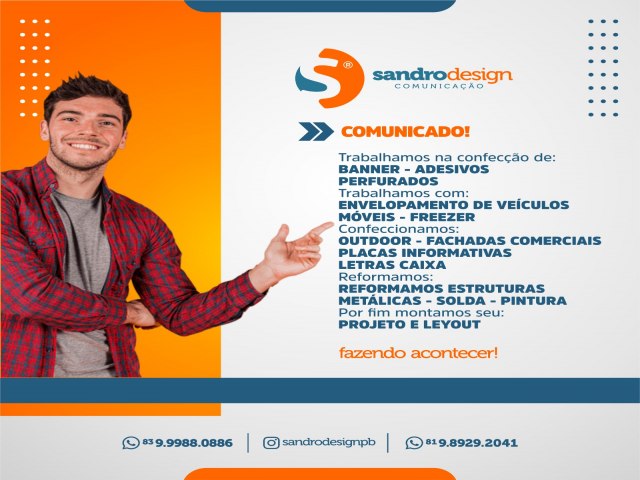 sandrodesign
COMUNICAÇÃO
COMUNICADO!
Trabalhamos na confecção de:
BANNER - ADESIVOS
PERFURADOS
Trabalhamos com:
ENVELOPAMENTO DE VEÍCULOS
MÓVEIS - FREEZER
Confeccionamos:
OUTDOOR - FACHADAS COMERCIAIS
PLACAS INFORMATIVAS
LETRAS CAIXA
Reformamos:
REFORMAMOS ESTRUTURAS
METÁLICAS - SOLDA - PINTURA
Por fim montamos seu:
PROJETO E LEYOUT
fazendo acontecer!
83 9.9988.0886 sandrodesignpb 81 9.8929.2041